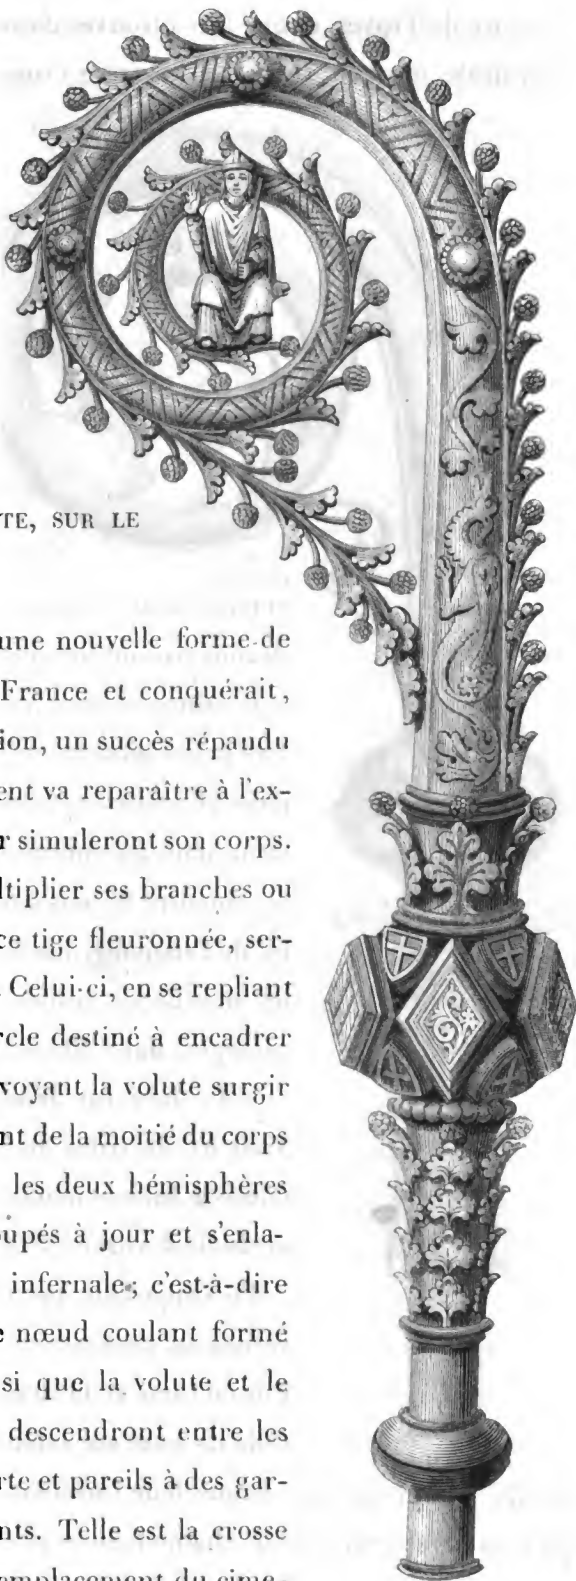 TE, SUR LE
une nouvelle forme de
France et conquérait,
ion, un succès répandu
ent va reparaître à l'ex-
r simuleront son corps.
ltiplier ses branches ou
ce tige fleuronnée, ser-
Celui-ci, en se repliant
rcle destiné à encadrer
voyant la volute surgir
nt de la moitié du corps
les deux hémisphères
upés à jour et s'enla-
infernale; c'est-à-dire
e nœud coulant formé
si que la volute et le
descendront entre les
rte et pareils à des gar-
nts. Telle est la crosse
emplacement du cime-